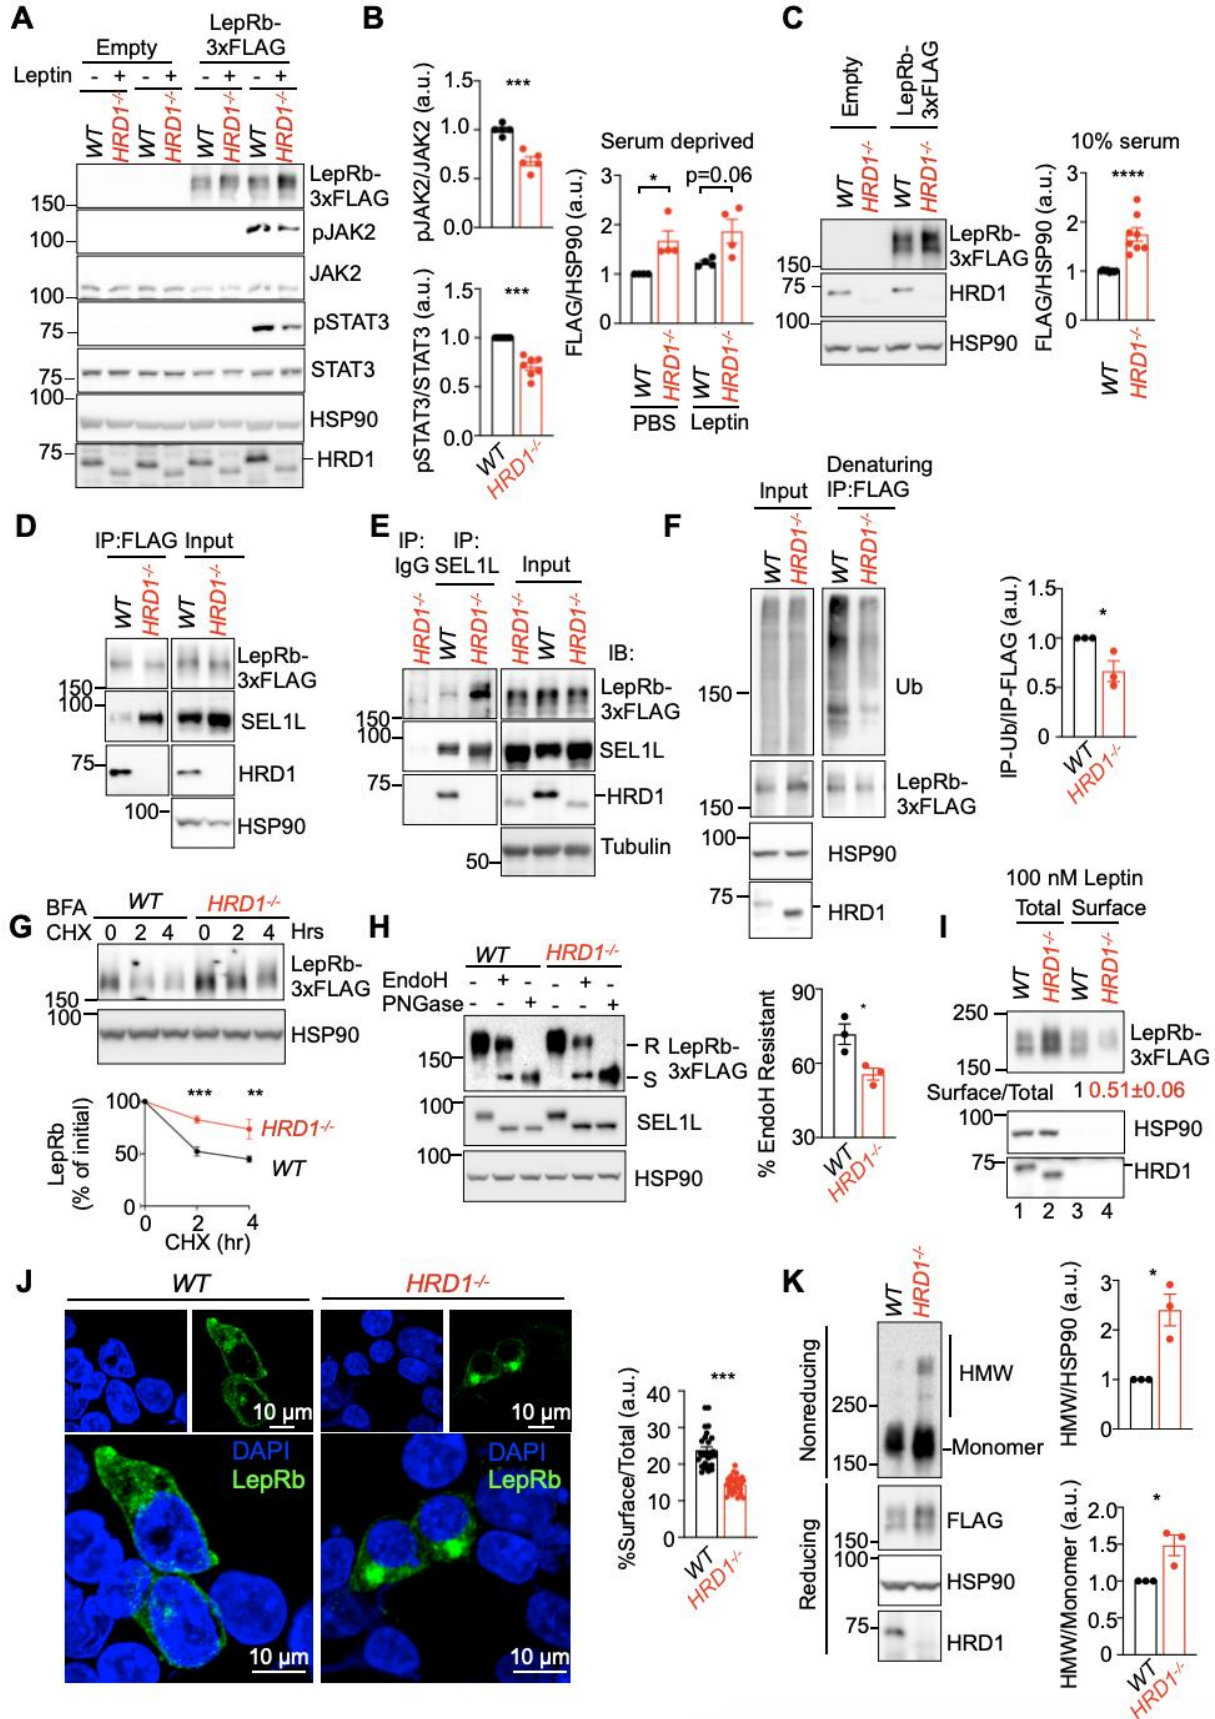 A
Empty
LepRb-
3xFLAG
Leptin - + - + - + - +
WT HRD1-/- WT HRD1-/- WT HRD1-/- WT HRD1-/-
LepRb-
3xFLAG
150
pJAK2
100
JAK2
100
pSTAT3
75
STAT3
75
100
HSP90
75
HRD1
B
pJAK2/JAK2 (a.u.)
1.5
1.0
0.5
0.0
***
pSTAT3/STAT3 (a.u.)
1.5
1.0
0.5
0.0
***
WT HRD1-/-
Serum deprived
FLAG/HSP90 (a.u.)
3
2
1
0
* p=0.06
WT HRD1-/- WT HRD1-/-
PBS Leptin
C
Empty LepRb-
3xFLAG
WT HRD1-/- WT HRD1-/-
LepRb-
3xFLAG
150
75
HRD1
100
HSP90
10% serum
****
FLAG/HSP90 (a.u.)
3
2
1
0
WT HRD1-/-
D
IP:FLAG Input
WT HRD1-/- WT HRD1-/-
LepRb-
3xFLAG
150
100
SEL1L
75
HRD1
100
HSP90
E
IP: IP:
IgG SEL1L Input
HRD1-/- WT HRD1-/- HRD1-/- WT HRD1-/-
IB:
LepRb-
3xFLAG
150
100
SEL1L
75
HRD1
Tubulin
50
F
Input Denaturing
IP:FLAG
WT HRD1-/- WT HRD1-/-
150
Ub
LepRb-
3xFLAG
150
100
HSP90
75
HRD1
IP-Ub/IP-FLAG (a.u.)
1.5
1.0
0.5
0
*
WT HRD1-/-
G
BFA WT HRD1-/-
CHX 0 2 4 0 2 4 Hrs
LepRb-
3xFLAG
150
100
HSP90
LepRb
(% of initial)
100
50
0
*** **
HRD1-/-
WT
0 2 4
CHX (hr)
H
WT HRD1-/-
EndoH - + - - + -
PNGase - - + - - +
150
R LepRb-
S 3xFLAG
100
SEL1L
100
HSP90
% EndoH Resistant
90
60
30
*
WT HRD1-/-
I
100 nM Leptin
Total Surface
WT HRD1-/- WT HRD1-/-
250
LepRb-
3xFLAG
150
Surface/Total 1 0.51±0.06
100
HSP90
75
HRD1
1 2 3 4
J
WT HRD1-/-
10 µm 10 µm
DAPI DAPI
LepRb LepRb
10 µm 10 µm
%Surface/Total (a.u.)
40
30
20
10
0
***
WT HRD1-/-
K
WT HRD1-/-
Nonreducing
HMW
250
Monomer
150
Reducing
FLAG
150
100
HSP90
75
HRD1
HMW/HSP90 (a.u.)
3
2
1
0
*
HMW/Monomer (a.u.)
2.0
1.5
1.0
0.5
0
*
WT HRD1-/-